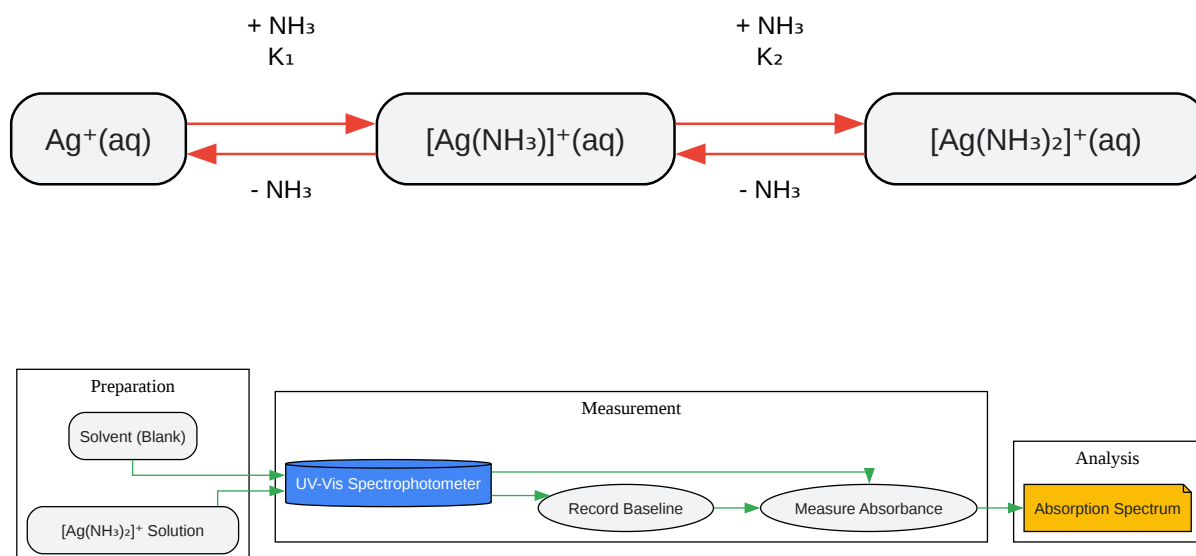 + NH₃
K₁
+ NH₃
K₂
Ag⁺(aq)
[Ag(NH₃)]⁺(aq)
[Ag(NH₃)₂]⁺(aq)
- NH₃
- NH₃
Preparation
Solvent (Blank)
[Ag(NH₃)₂]⁺ Solution
Measurement
UV-Vis Spectrophotometer
Record Baseline
Measure Absorbance
Analysis
Absorption Spectrum